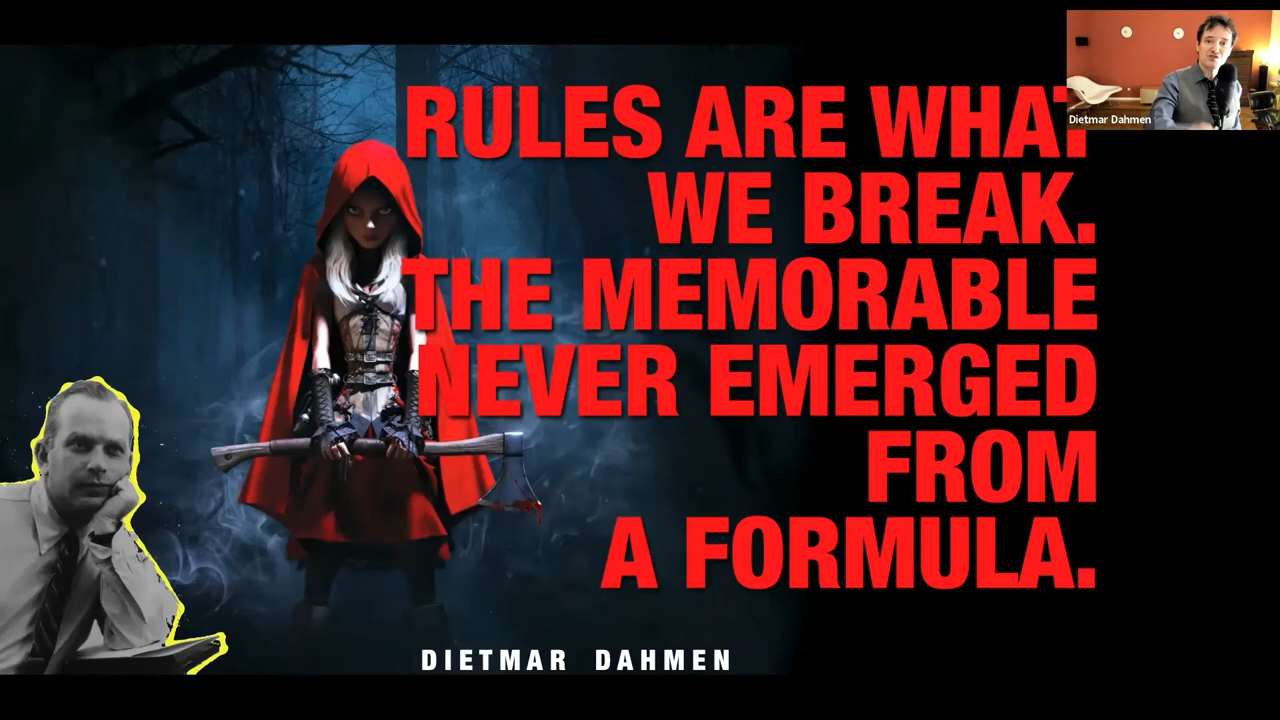 RULES ARE WHAT
WE BREAK.
THE MEMORABLE
NEVER EMERGED
FROM
A FORMULA.
Dietmar Dahmen
DIETMAR DAHMEN